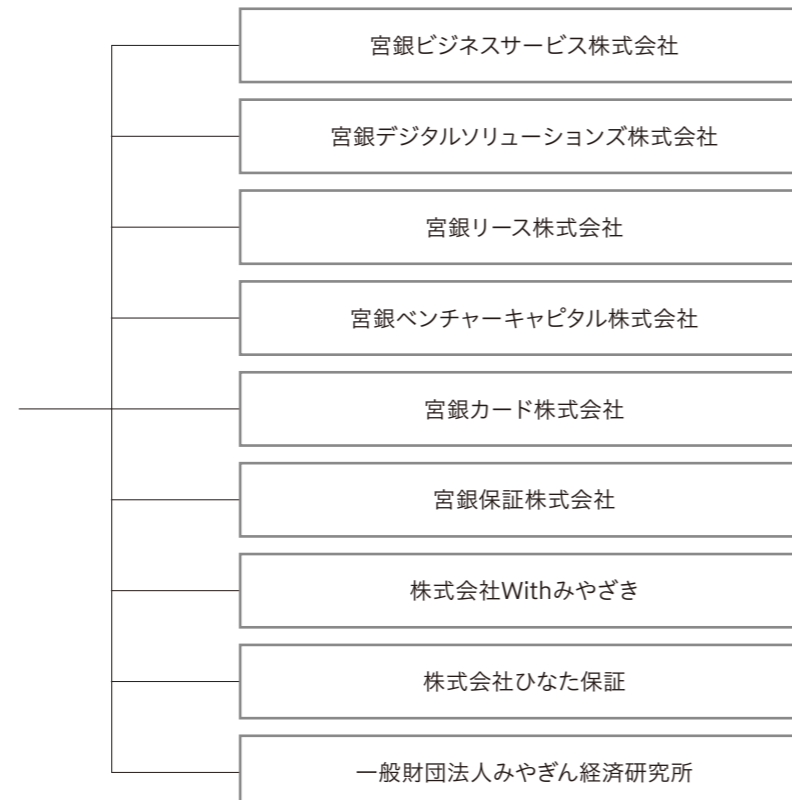 宮銀ビジネスサービス株式会社
宮銀デジタルソリューションズ株式会社
宮銀リース株式会社
宮銀ベンチャーキャピタル株式会社
宮銀カード株式会社
宮銀保証株式会社
株式会社Withみやざき
株式会社ひなた保証
一般財団法人みやぎん経済研究所